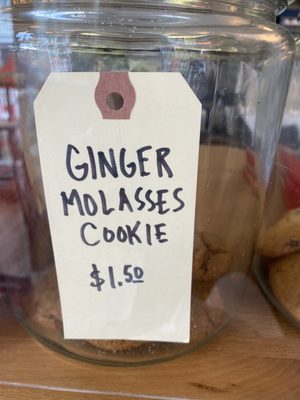 GINGER
MOLASSES
COOKIE
$1.50